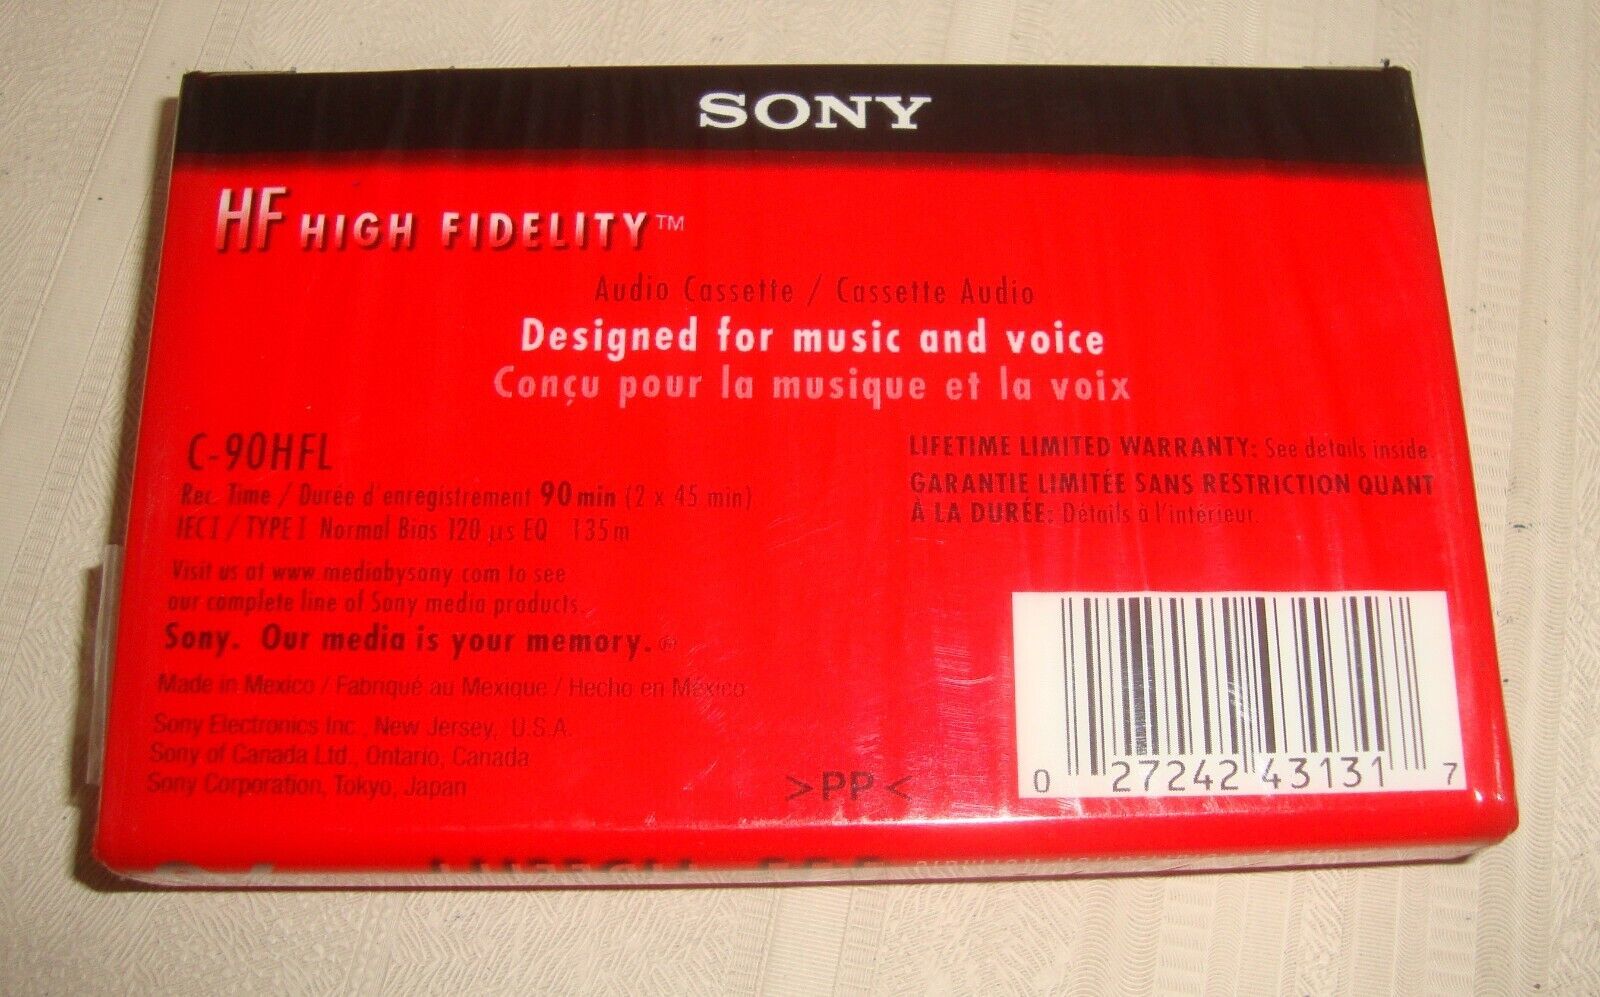 SONY
HF HIGH FIDELITY™
Audio Cassette / Cassette Audio
Designed for music and voice
Conçu pour la musique et la voix
C-90HFL
Rec. Time / Durée d'enregistrement 90 min (2 x 45 min)
IEC I / TYPE I Normal Bias 120 µs EQ 135m
Visit us at www.mediabysony.com to see
our complete line of Sony media products.
Sony. Our media is your memory.®
Made in Mexico / Fabriqué au Mexique / Hecho en México
Sony Electronics Inc., New Jersey, U.S.A.
Sony of Canada Ltd., Ontario, Canada
Sony Corporation, Tokyo, Japan
LIFETIME LIMITED WARRANTY: See details inside.
GARANTIE LIMITÉE SANS RESTRICTION QUANT
À LA DURÉE: Détails à l'intérieur.
>PP<
0 27242 43131 7